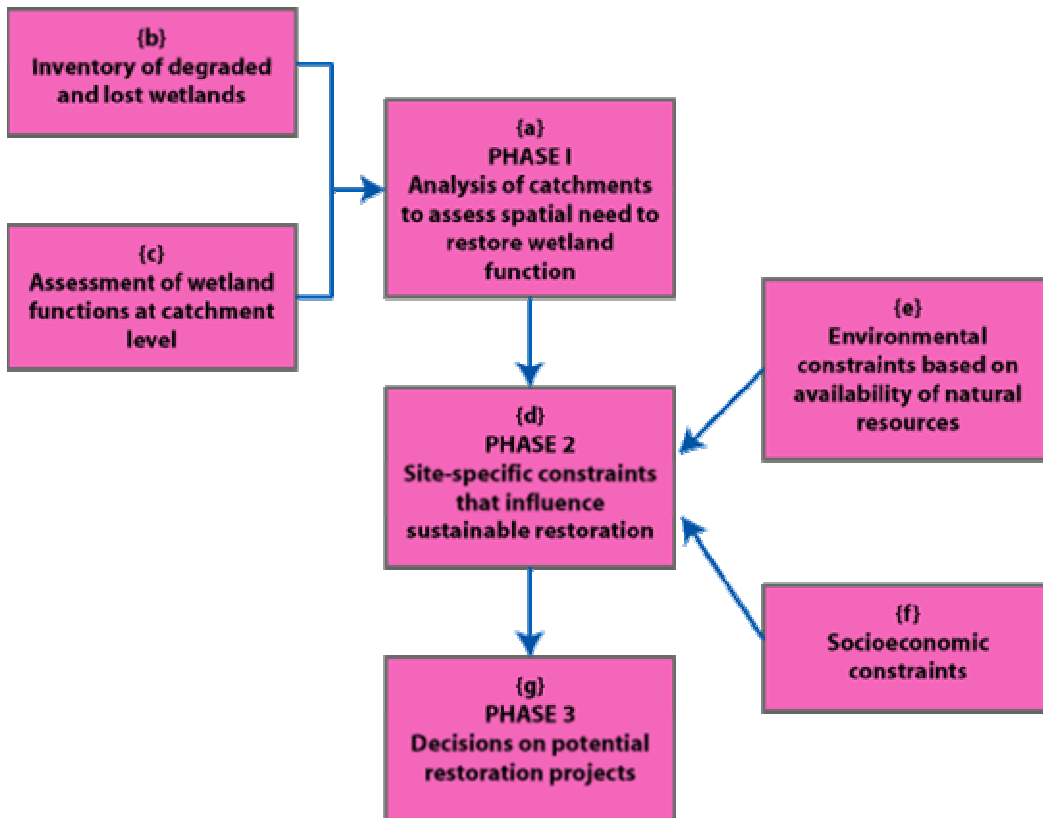 {b}
Inventory of degraded
and lost wetlands
{a}
PHASE I
Analysis of catchments
to assess spatial need to
restore wetland
function
{c}
Assessment of wetland
functions at catchment
level
{e}
Environmental
constraints based on
availability of natural
resources
{d}
PHASE 2
Site-specific constraints
that influence
sustainable restoration
{f}
Socioeconomic
constraints
{g}
PHASE 3
Decisions on potential
restoration projects